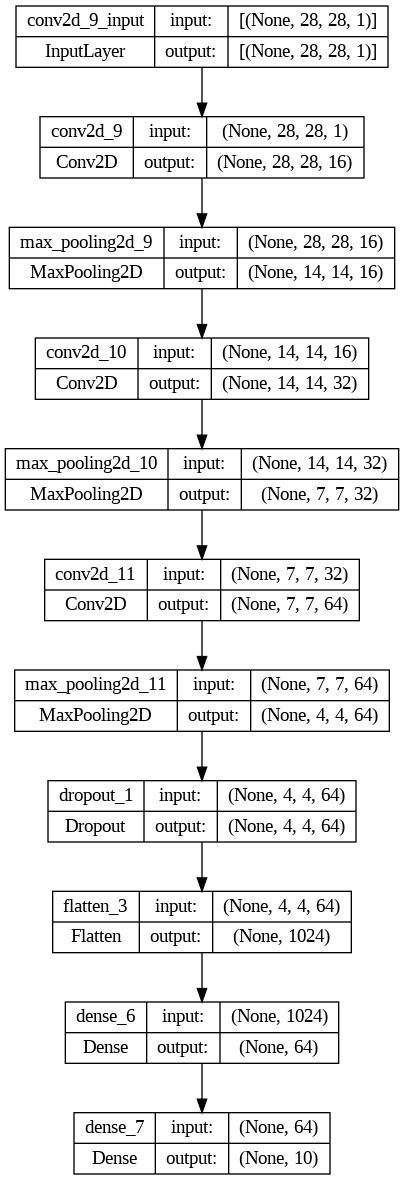 conv2d_9_input input: [(None, 28, 28, 1)]
InputLayer output: [(None, 28, 28, 1)]
conv2d_9 input: (None, 28, 28, 1)
Conv2D output: (None, 28, 28, 16)
max_pooling2d_9 input: (None, 28, 28, 16)
MaxPooling2D output: (None, 14, 14, 16)
conv2d_10 input: (None, 14, 14, 16)
Conv2D output: (None, 14, 14, 32)
max_pooling2d_10 input: (None, 14, 14, 32)
MaxPooling2D output: (None, 7, 7, 32)
conv2d_11 input: (None, 7, 7, 32)
Conv2D output: (None, 7, 7, 64)
max_pooling2d_11 input: (None, 7, 7, 64)
MaxPooling2D output: (None, 4, 4, 64)
dropout_1 input: (None, 4, 4, 64)
Dropout output: (None, 4, 4, 64)
flatten_3 input: (None, 4, 4, 64)
Flatten output: (None, 1024)
dense_6 input: (None, 1024)
Dense output: (None, 64)
dense_7 input: (None, 64)
Dense output: (None, 10)